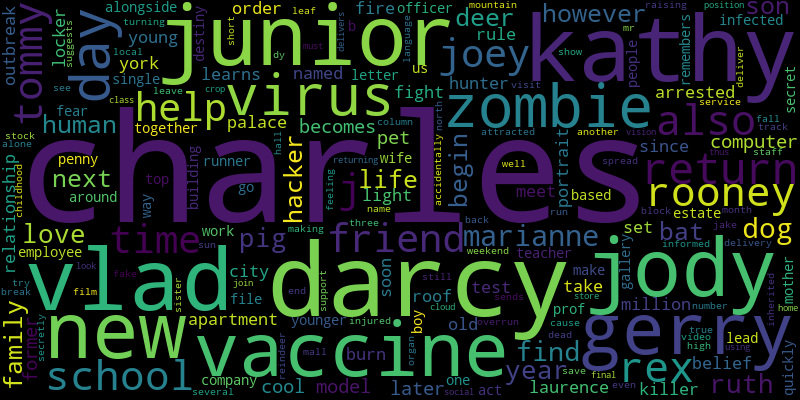 charles
kathy
junior
darcy
vlad
jody
gerry
vaccine
new
virus
zombie
rooney
return
friend
also
school
time
help
joey
day
tommy
rex
marianne
find
dog
pig
love
life
next
human
hacker
j
begin
bat
ruth
year
family
son
deer
however
fire officer
alongside
young
york
outbreak
locker
order
rule
infected
destiny
single
learns
named
letter
us
hunter
people
remembers
arrested
secret
fear
together
palace
becomes
fight
pet
wife
penny
runner
computer
since
portrait
based
meet
light
around
building
way
top
go
relationship
childhood
employee
city
file
apartment
work
sun
soon
roof
test
set
estate
million
gallery
take
make
mother
prof
teacher
weekend
former
secretly
company
several
cool
model
younger
boy
burn
old
later
one
act
laurence
killer
belief
lead
quickly
inherited
home
true
video
high
using
number
jake
month
informed
delivery
store
cause
dead
save
final
even
social
overrun
sends
still
cloud
support
injured
organ
mall
reindeer
end
join
sister
fake
film
look
try
break
stock
alone
local
turning
short
suggests
see
leave
crop
class
leaf
dy
b
mountain
raising
position
mr
show
must
delivers
language
column
north
accidentally
attracted
another
service
visit
deliver
vision
fall
track
staff
thus
spread
well
run
block
back
name
three
making
feeling
hall
returning